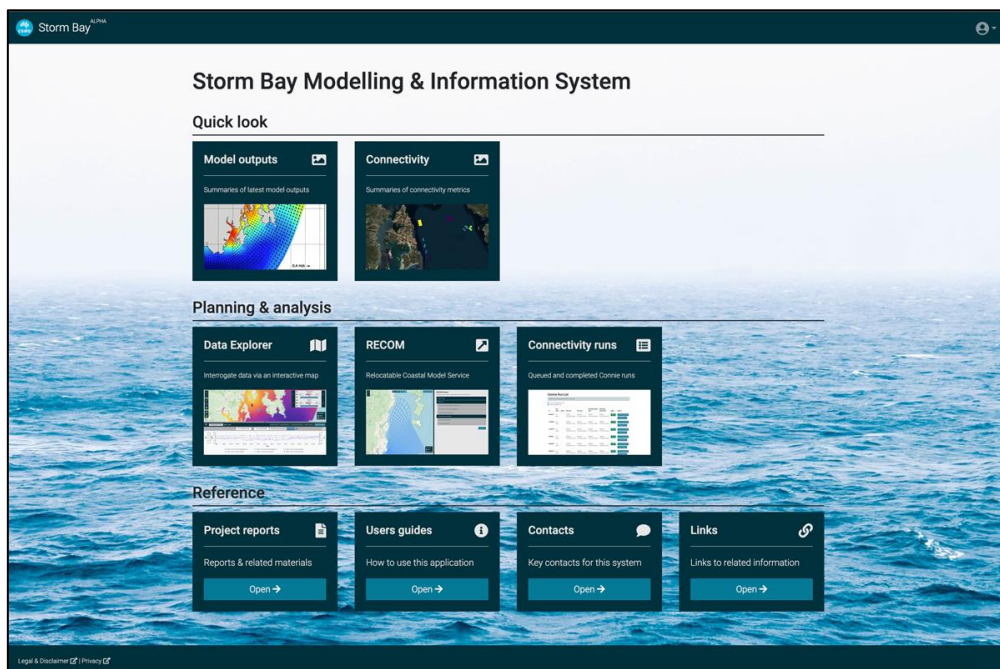 Storm Bay ALPHA
Storm Bay Modelling & Information System
Quick look
Model outputs
Summaries of latest model outputs
Connectivity
Summaries of connectivity metrics
Planning & analysis
Data Explorer
Interrogate data via an interactive map
RECOM
Relocatable Coastal Model Service
Connectivity runs
Queued and completed Connie runs
Reference
Project reports
Reports & related materials
Open →
Users guides
How to use this application
Open →
Contacts
Key contacts for this system
Open →
Links
Links to related information
Open →
Legal & Disclaimer | Privacy